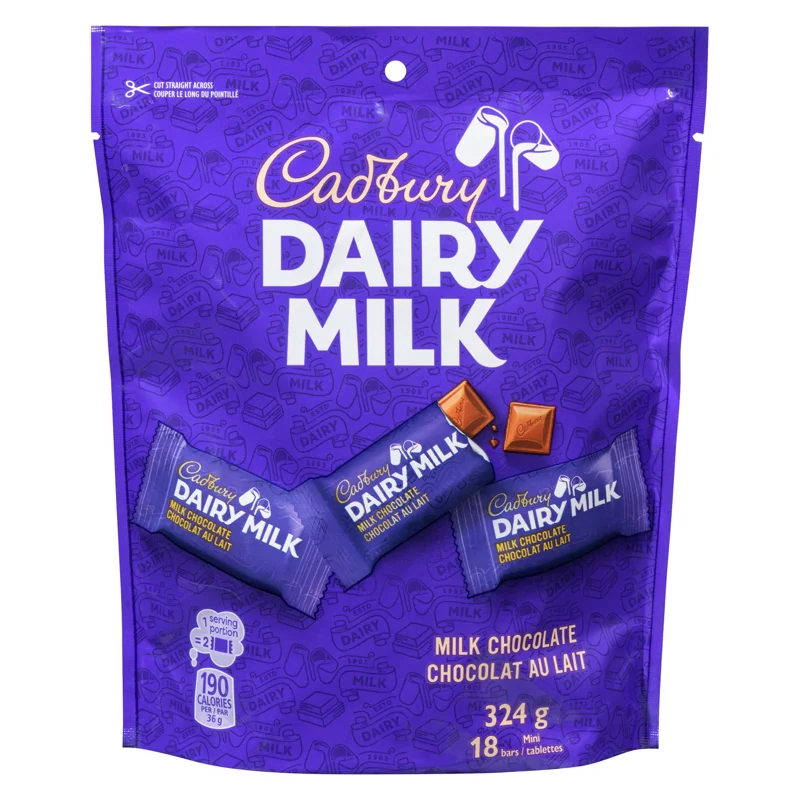 CUT STRAIGHT ACROSS
COUPER LE LONG DU POINTILLÉ
Cadbury
DAIRY
MILK
Cadbury
DAIRY MILK
MILK CHOCOLATE
CHOCOLAT AU LAIT
Cadbury
DAIRY MILK
MILK CHOCOLATE
CHOCOLAT AU LAIT
Cadbury
Cadbury
DAIRY MILK
MILK CHOCOLATE
CHOCOLAT AU LAIT
1 serving
portion
= 2
190
CALORIES
PER / PAR
36 g
MILK CHOCOLATE
CHOCOLAT AU LAIT
324 g
18 Mini
bars / tablettes